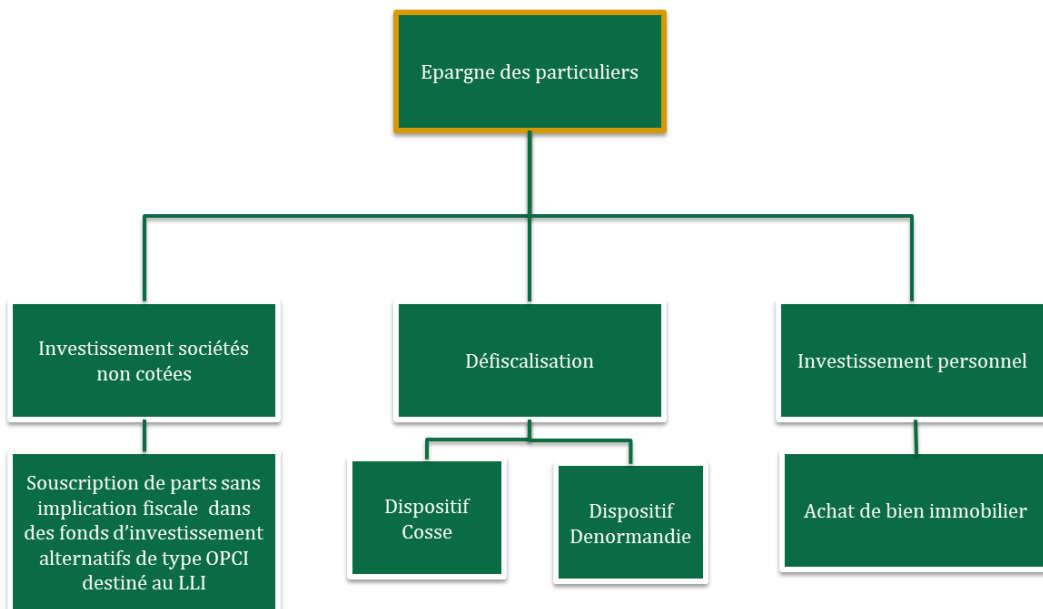 Epargne des particuliers
Investissement sociétés
non cotées
Défiscalisation
Investissement personnel
Souscription de parts sans
implication fiscale dans
des fonds d'investissement
alternatifs de type OPCI
destiné au LLI
Dispositif
Cosse
Dispositif
Denormandie
Achat de bien immobilier